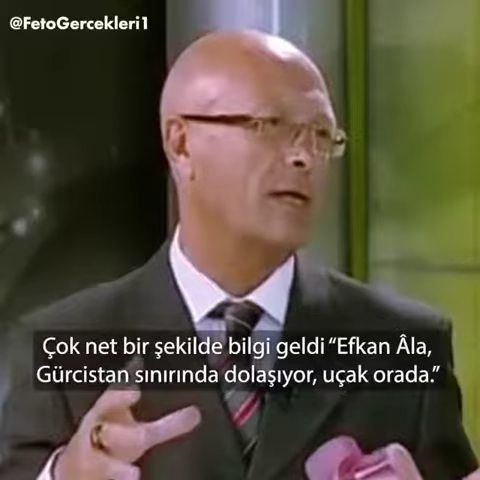 @FetoGercekleri1
Çok net bir şekilde bilgi geldi “Efkan Âla,
Gürcistan sınırında dolaşıyor, uçak orada.”